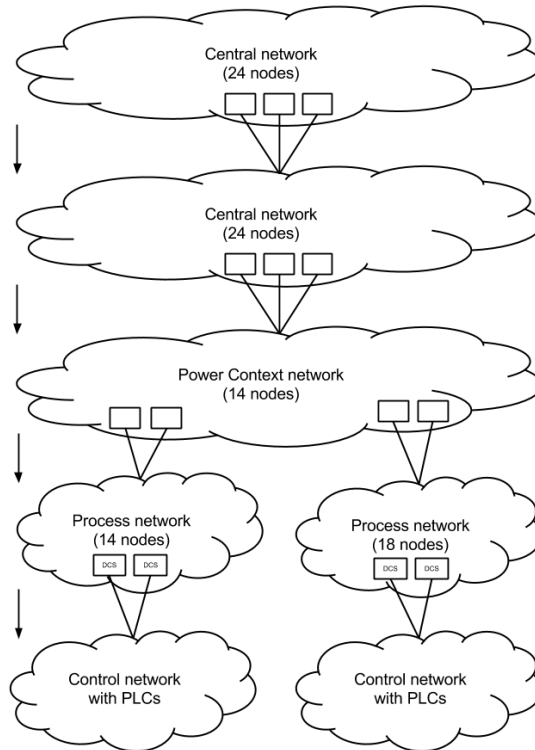 Central network
(24 nodes)
Central network
(24 nodes)
Power Context network
(14 nodes)
Process network
(14 nodes)
DCS DCS
Process network
(18 nodes)
DCS DCS
Control network
with PLCs
Control network
with PLCs